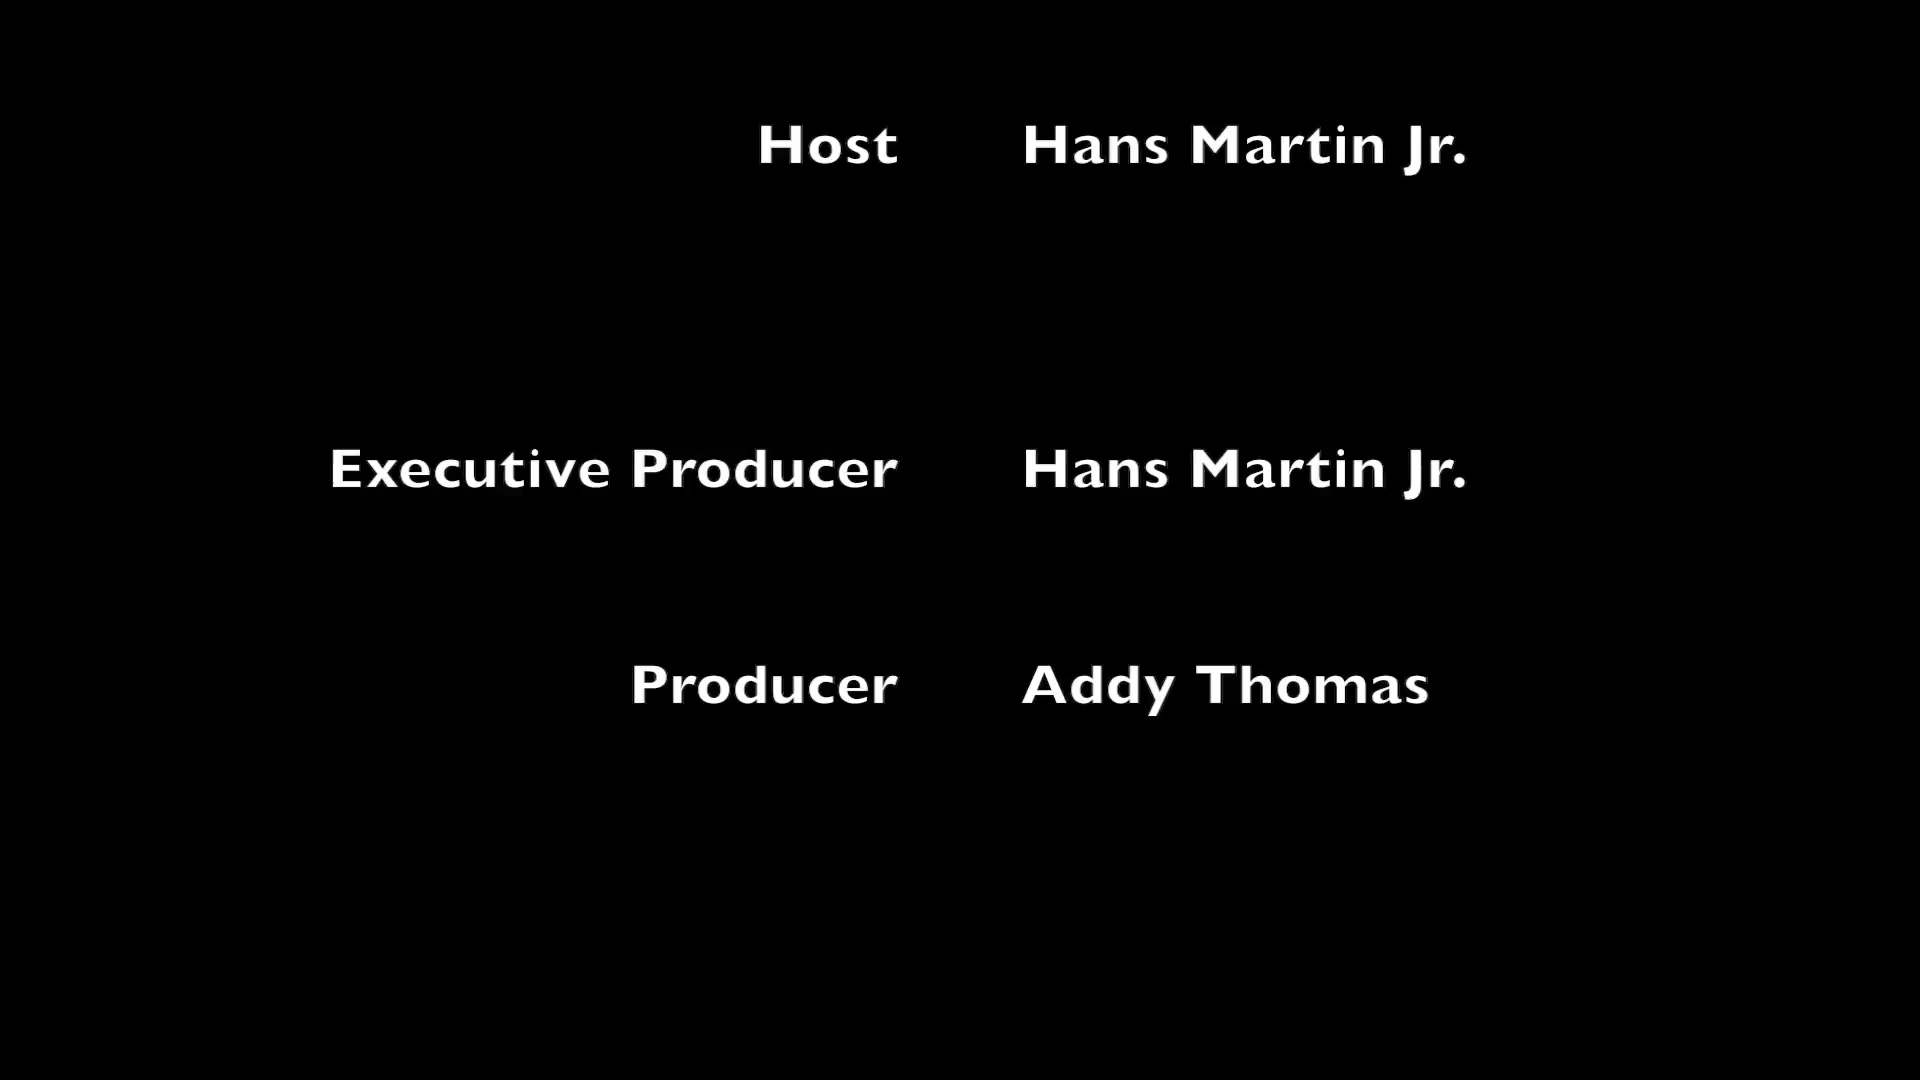 Host Hans Martin Jr.
Executive Producer Hans Martin Jr.
Producer Addy Thomas